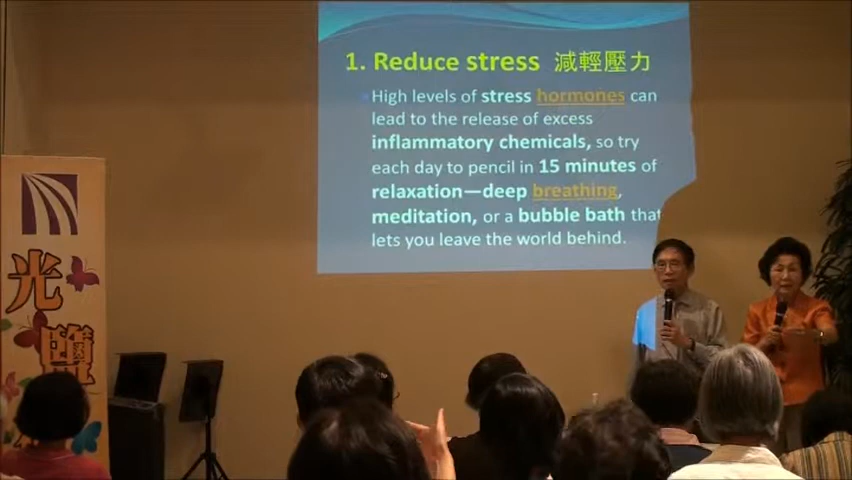 1. Reduce stress 減輕壓力
High levels of stress hormones can
lead to the release of excess
inflammatory chemicals, so try
each day to pencil in 15 minutes of
relaxation—deep breathing,
meditation, or a bubble bath that
lets you leave the world behind.
光
鹽